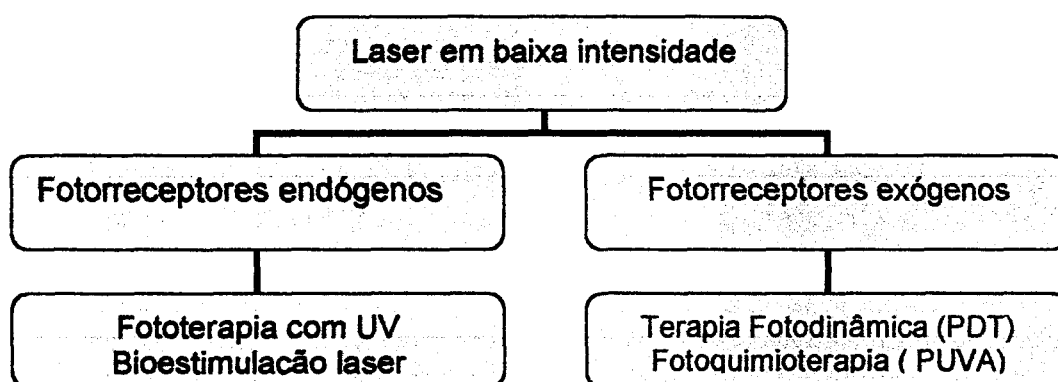 Laser em baixa intensidade
Fotorreceptores endógenos
Fotorreceptores exógenos
Fototerapia com UV
Bioestimulação laser
Terapia Fotodinâmica (PDT)
Fotoquimioterapia ( PUVA)